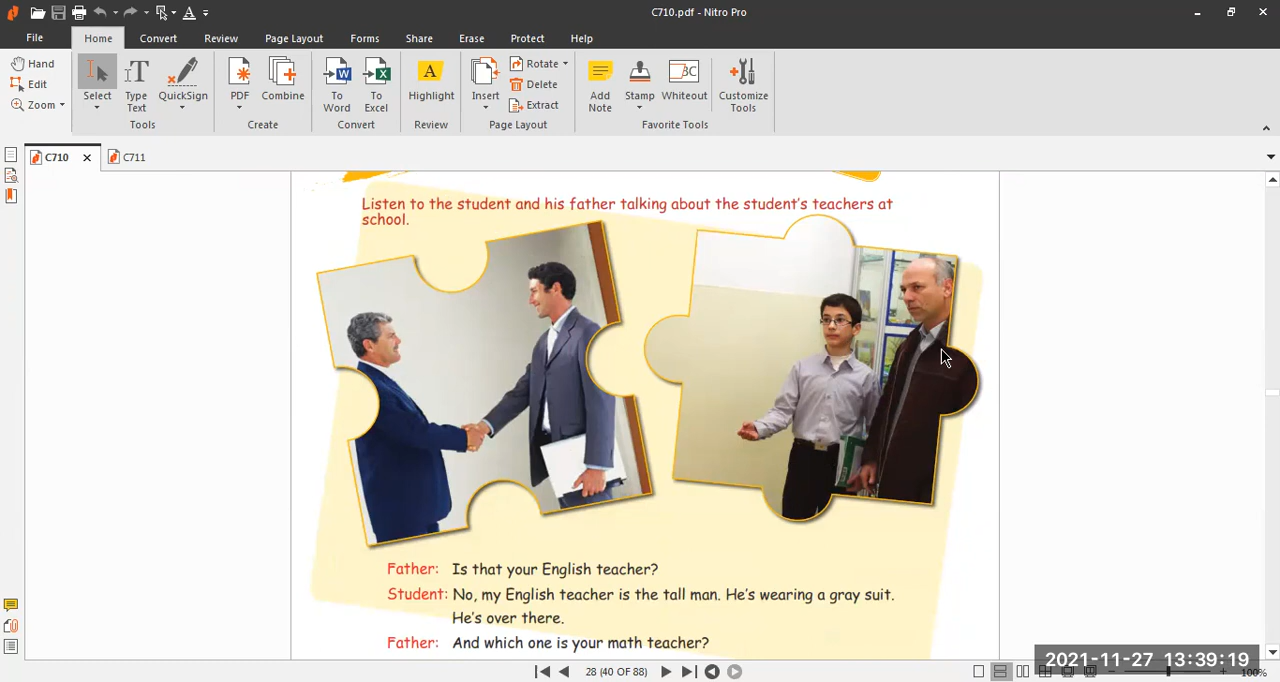 C710.pdf - Nitro Pro
File Home Convert Review Page Layout Forms Share Erase Protect Help
Hand
Edit
Zoom
Select
Type Text
QuickSign
Tools
PDF
Combine
Create
To Word
To Excel
Convert
Highlight
Review
Insert
Rotate
Delete
Extract
Page Layout
Add Note
Stamp
Whiteout
Customize Tools
Favorite Tools
C710
C711
Listen to the student and his father talking about the student's teachers at
school.
Father: Is that your English teacher?
Student: No, my English teacher is the tall man. He's wearing a gray suit.
He's over there.
Father: And which one is your math teacher?
28 (40 OF 88)
2021-11-27 13:39:19
100%